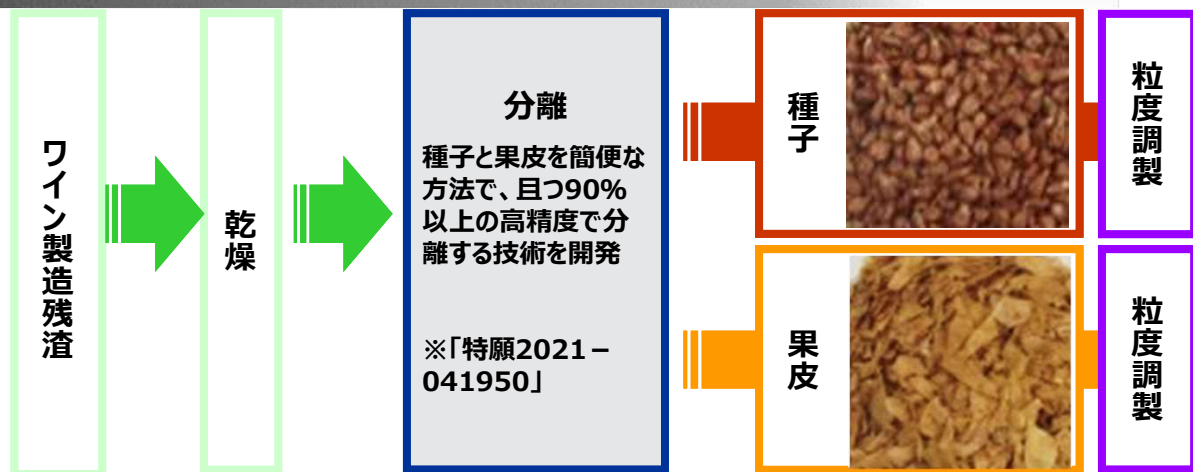 ワイン製造残渣
乾燥
分離
種子と果皮を簡便な
方法で、且つ90%
以上の高精度で分
離する技術を開発
※「特願2021－
041950」
種子
粒度調製
果皮
粒度調製